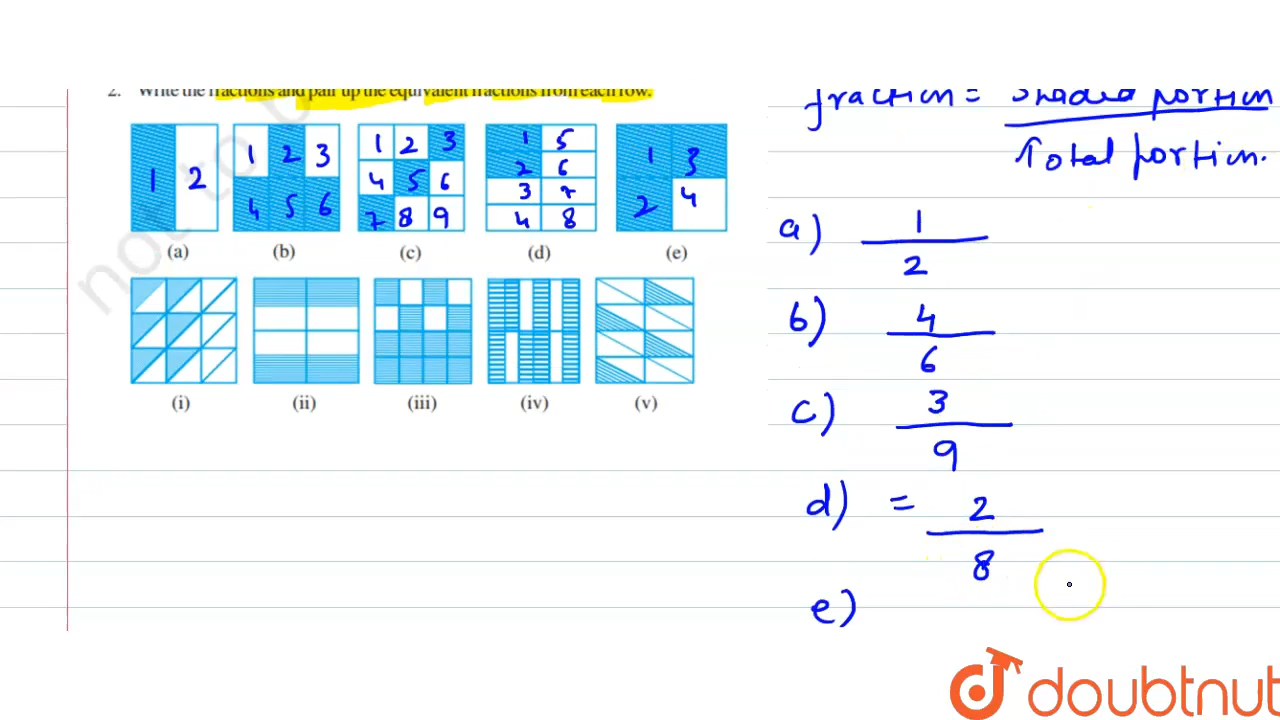 2. Write the fractions and pair up the equivalent fractions from each row.
fraction = Shaded portion
Total portion.
1 2
1 2 3
4 5 6
1 2 3
4 5 6
7 8 9
1 5
2 6
3 7
4 8
1 3
2 4
(a) (b) (c) (d) (e)
(i) (ii) (iii) (iv) (v)
not to b
a) 1
2
b) 4
6
c) 3
9
d) = 2
8
e)
doubtnut